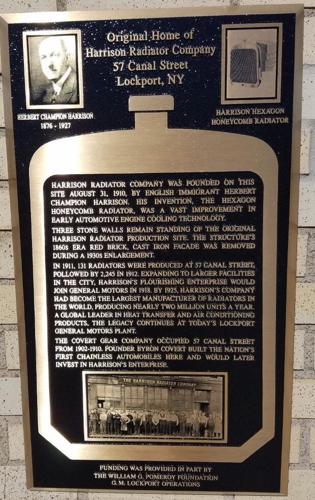 Original Home of
Harrison Radiator Company
57 Canal Street
Lockport, NY
HERBERT CHAMPION HARRISON
1876 - 1927
HARRISON HEXAGON
HONEYCOMB RADIATOR
HARRISON RADIATOR COMPANY WAS FOUNDED ON THIS
SITE AUGUST 31, 1910, BY ENGLISH IMMIGRANT HERBERT
CHAMPION HARRISON. HIS INVENTION, THE HEXAGON
HONEYCOMB RADIATOR, WAS A VAST IMPROVEMENT IN
EARLY AUTOMOTIVE ENGINE COOLING TECHNOLOGY.
THREE STONE WALLS REMAIN STANDING OF THE ORIGINAL
HARRISON RADIATOR PRODUCTION SITE. THE STRUCTURE'S
1860S ERA RED BRICK, CAST IRON FACADE WAS REMOVED
DURING A 1930S ENLARGEMENT.
IN 1911, 131 RADIATORS WERE PRODUCED AT 57 CANAL STREET,
FOLLOWED BY 2,245 IN 1912. EXPANDING TO LARGER FACILITIES
IN THE CITY, HARRISON'S FLOURISHING ENTERPRISE WOULD
JOIN GENERAL MOTORS IN 1918. BY 1925, HARRISON'S COMPANY
HAD BECOME THE LARGEST MANUFACTURER OF RADIATORS IN
THE WORLD, PRODUCING NEARLY TWO MILLION UNITS A YEAR.
A GLOBAL LEADER IN HEAT TRANSFER AND AIR CONDITIONING
PRODUCTS, THE LEGACY CONTINUES AT TODAY'S LOCKPORT
GENERAL MOTORS PLANT.
THE COVERT GEAR COMPANY OCCUPIED 57 CANAL STREET
FROM 1902-1910. FOUNDER BYRON COVERT BUILT THE NATION'S
FIRST CHAINLESS AUTOMOBILES HERE AND WOULD LATER
INVEST IN HARRISON'S ENTERPRISE.
THE HARRISON RADIATOR COMPANY
FUNDING WAS PROVIDED IN PART BY
THE WILLIAM G. POMEROY FOUNDATION
G.M. LOCKPORT OPERATIONS